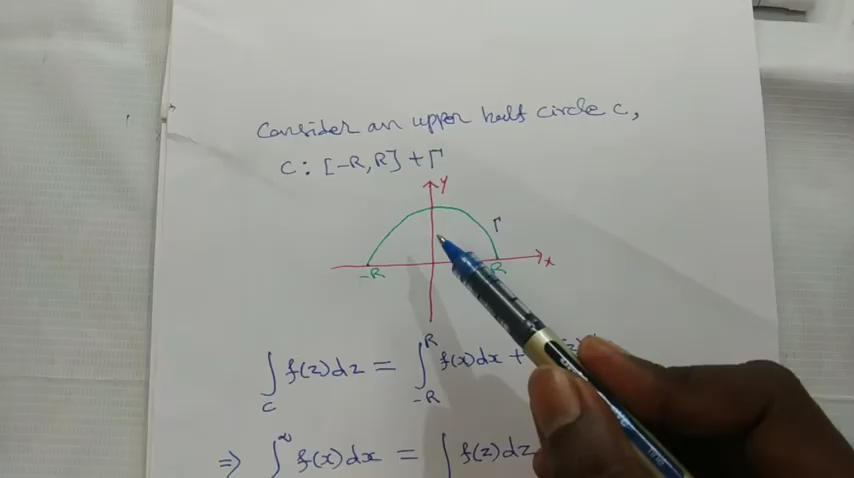 Consider an upper half circle C,
C : [-R, R] + Γ
y
Γ
-R R x
∫_C f(z)dz = ∫_{-R}^{R} f(x)dx +
⇒ ∫^∞ f(x)dx = ∫ f(z)dz